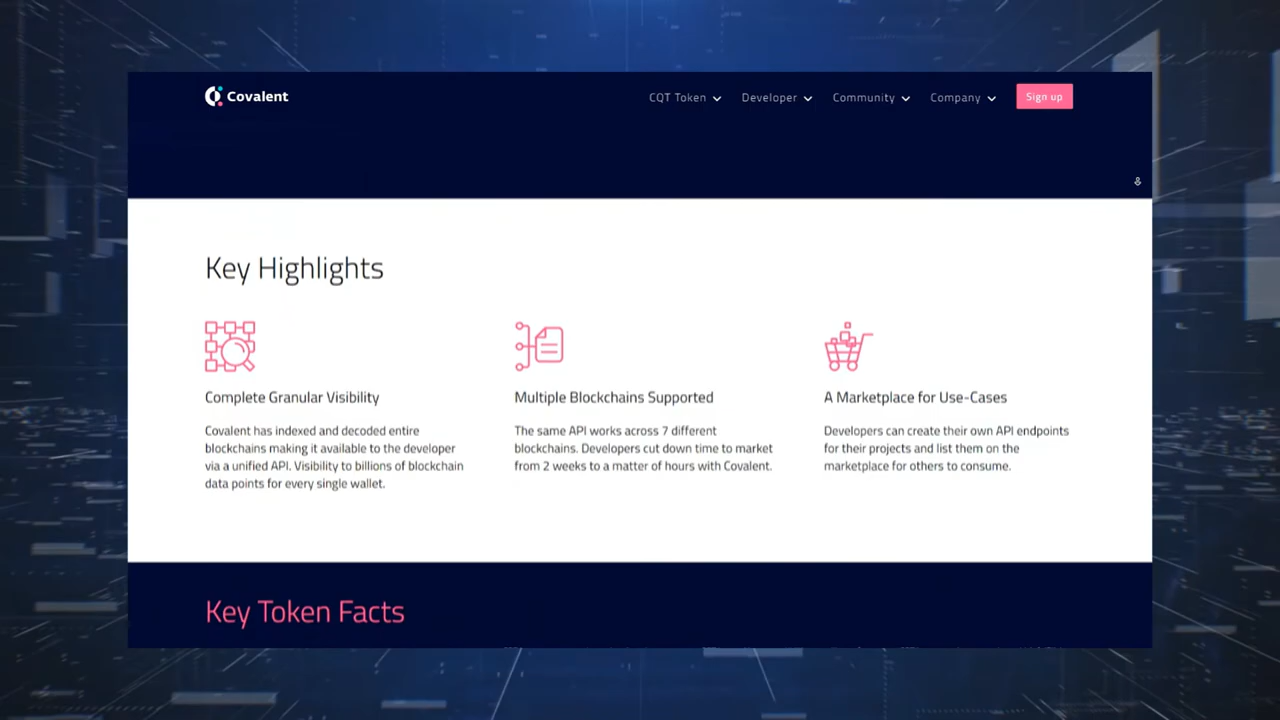 Covalent
CQT Token
Developer
Community
Company
Sign up
Key Highlights
Complete Granular Visibility
Covalent has indexed and decoded entire
blockchains making it available to the developer
via a unified API. Visibility to billions of blockchain
data points for every single wallet.
Multiple Blockchains Supported
The same API works across 7 different
blockchains. Developers cut down time to market
from 2 weeks to a matter of hours with Covalent.
A Marketplace for Use-Cases
Developers can create their own API endpoints
for their projects and list them on the
marketplace for others to consume.
Key Token Facts